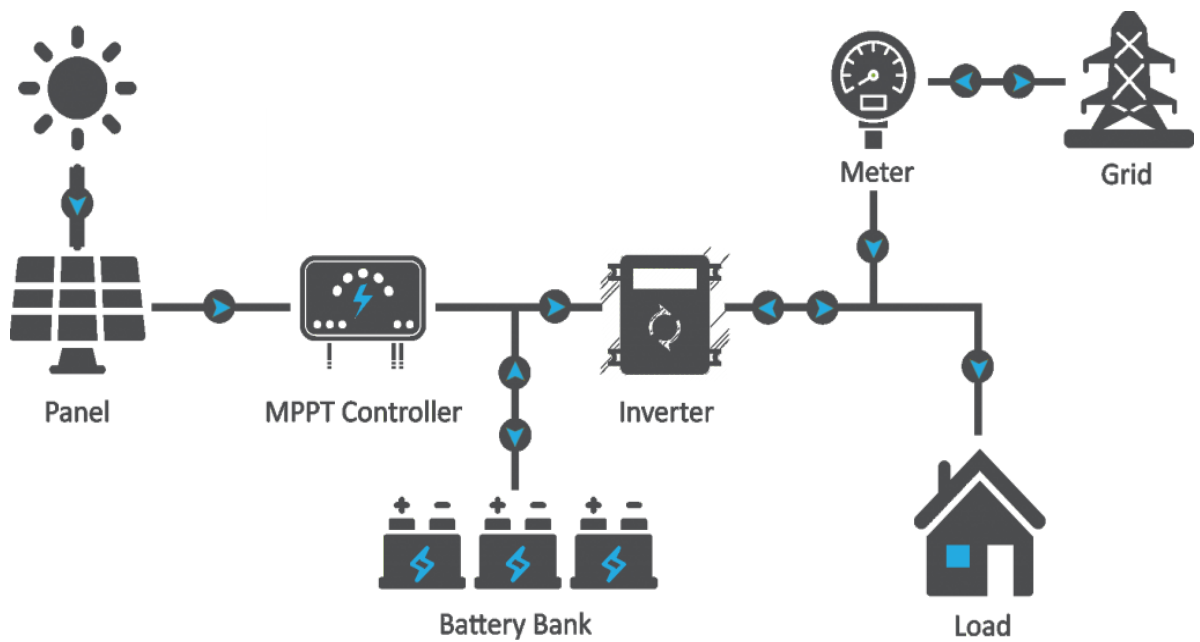 Meter
Grid
Panel
MPPT Controller
Inverter
+ - + - + -
Battery Bank
Load